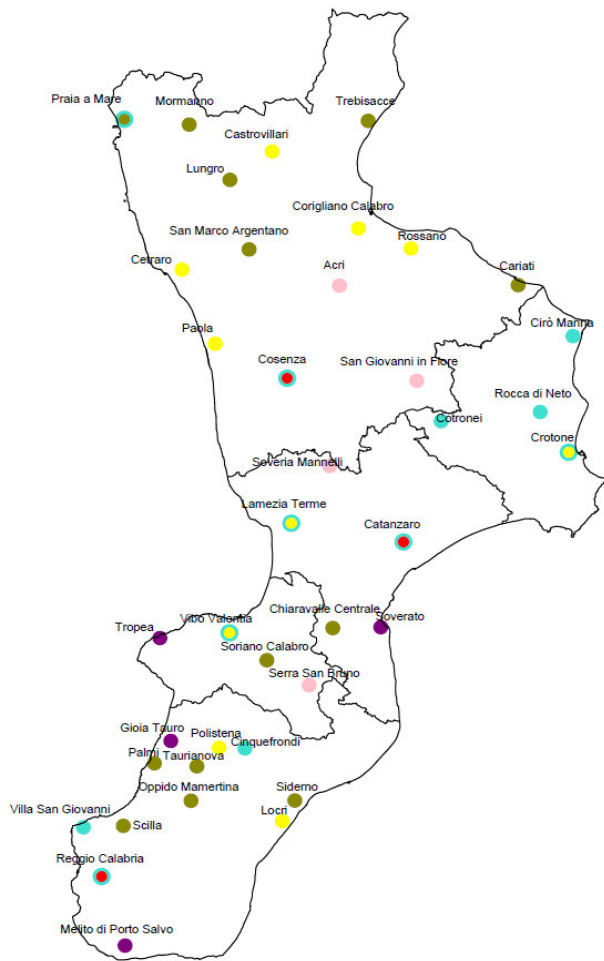 Praia a Mare
Mormanno
Trebisacce
Castrovillari
Lungro
Corigliano Calabro
San Marco Argentano
Rossano
Cetraro
Acri
Cariati
Cirò Marina
Paola
Cosenza
San Giovanni in Fiore
Rocca di Neto
Cotronei
Crotone
Soveria Mannelli
Lamezia Terme
Catanzaro
Chiaravalle Centrale
Soverato
Tropea
Vibo Valontia
Soriano Calabro
Serra San Bruno
Gioia Tauro
Polistena
Cinquefrondi
Palmi
Taurianova
Oppido Mamertina
Siderno
Villa San Giovanni
Locri
Scilla
Reggio Calabria
Melito di Porto Salvo